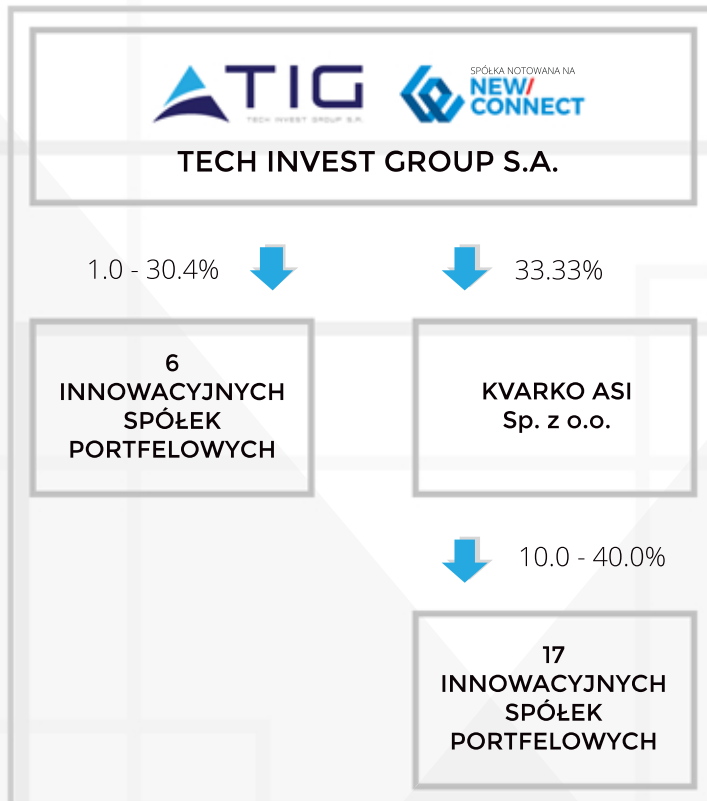 TIG
TECH INVEST GROUP S.A.
SPÓŁKA NOTOWANA NA
NEW/
CONNECT
TECH INVEST GROUP S.A.
1.0 - 30.4%
33.33%
6
INNOWACYJNYCH
SPÓŁEK
PORTFELOWYCH
KVARKO ASI
Sp. z o.o.
10.0 - 40.0%
17
INNOWACYJNYCH
SPÓŁEK
PORTFELOWYCH